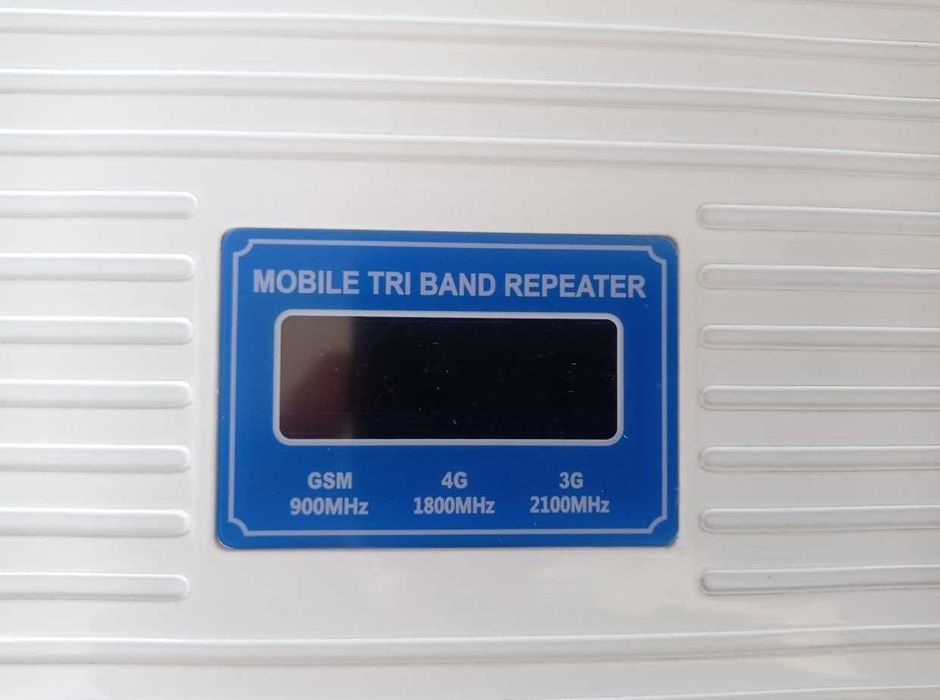 MOBILE TRI BAND REPEATER
GSM 4G 3G
900MHz 1800MHz 2100MHz